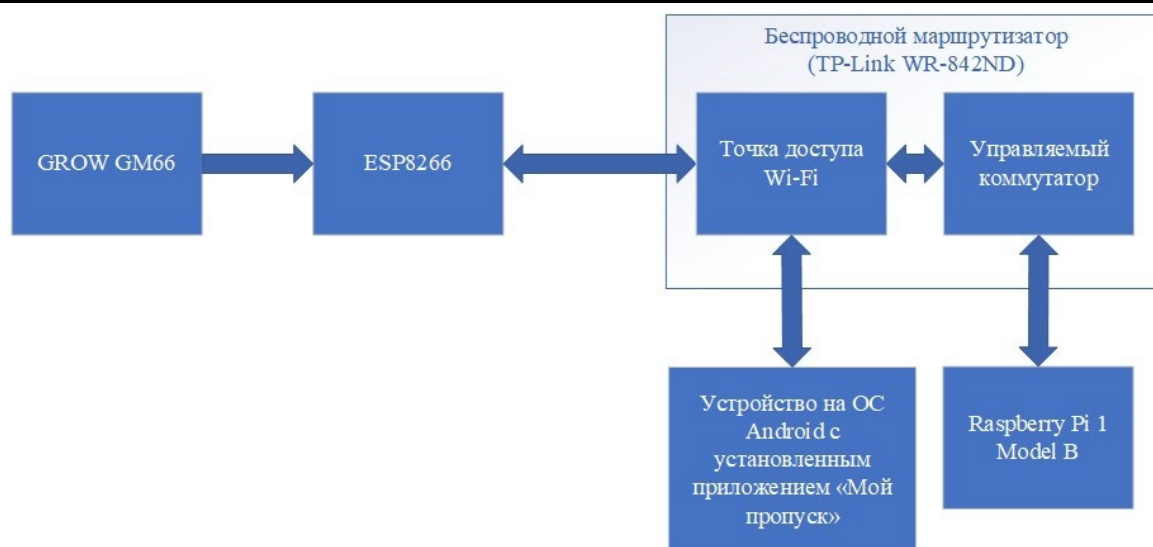 Беспроводной маршрутизатор
(TP-Link WR-842ND)
GROW GM66
ESP8266
Точка доступа
Wi-Fi
Управляемый
коммутатор
Устройство на ОС
Android с
установленным
приложением «Мой
пропуск»
Raspberry Pi 1
Model B